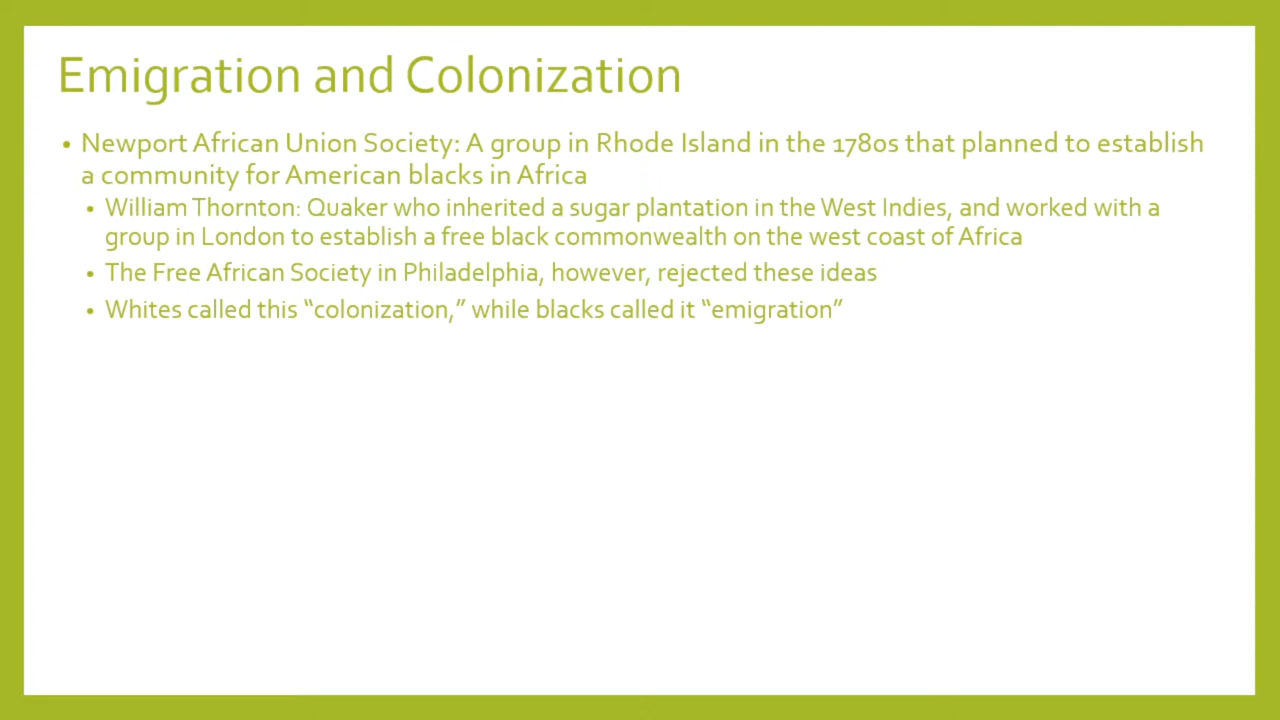 Emigration and Colonization
• Newport African Union Society: A group in Rhode Island in the 1780s that planned to establish
a community for American blacks in Africa
• William Thornton: Quaker who inherited a sugar plantation in the West Indies, and worked with a
group in London to establish a free black commonwealth on the west coast of Africa
• The Free African Society in Philadelphia, however, rejected these ideas
• Whites called this “colonization,” while blacks called it “emigration”